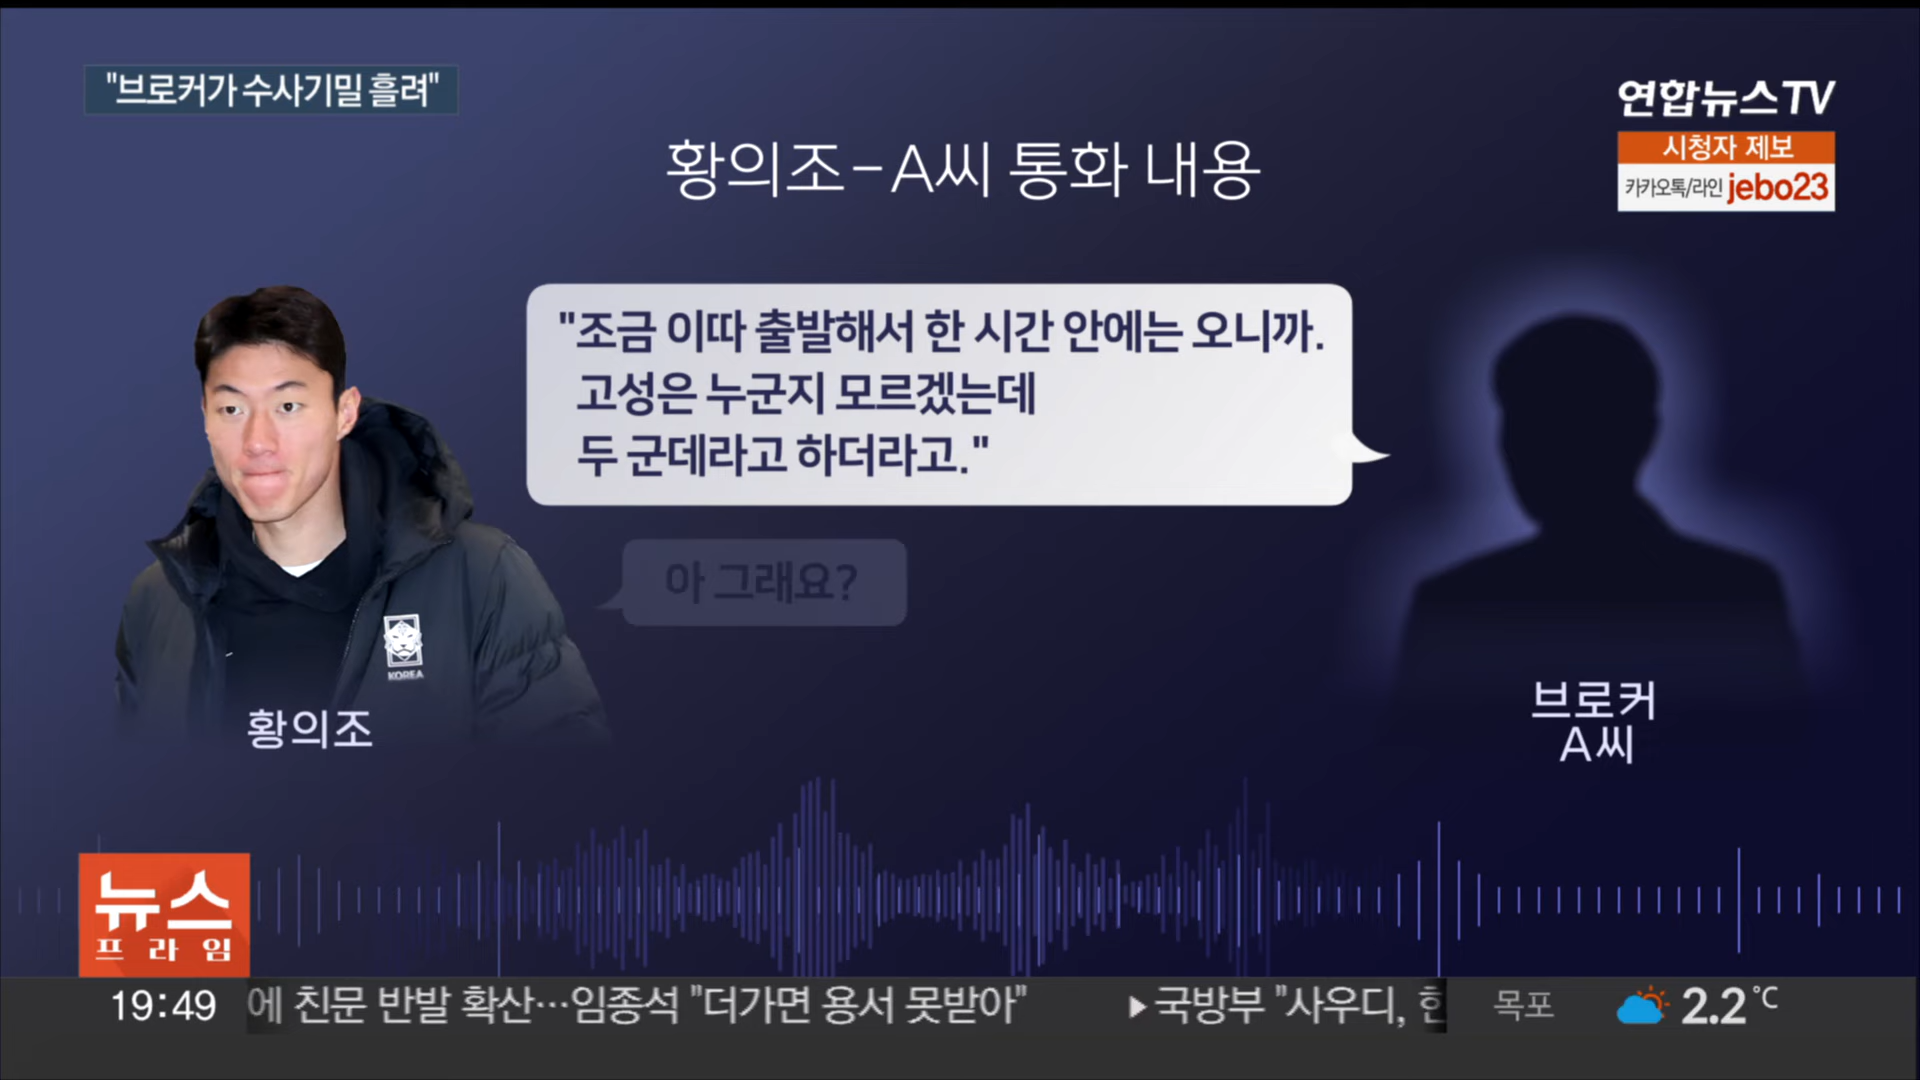 "브로커가 수사기밀 흘려"
연합뉴스TV
시청자 제보
카카오톡/라인 jebo23
황의조-A씨 통화 내용
"조금 이따 출발해서 한 시간 안에는 오니까.
고성은 누군지 모르겠는데
두 군데라고 하더라고."
아 그래요?
KOREA
황의조
브로커
A씨
뉴스
프라임
19:49 에 친문 반발 확산…임종석 "더가면 용서 못받아" ▶국방부 "사우디, 목포 2.2℃